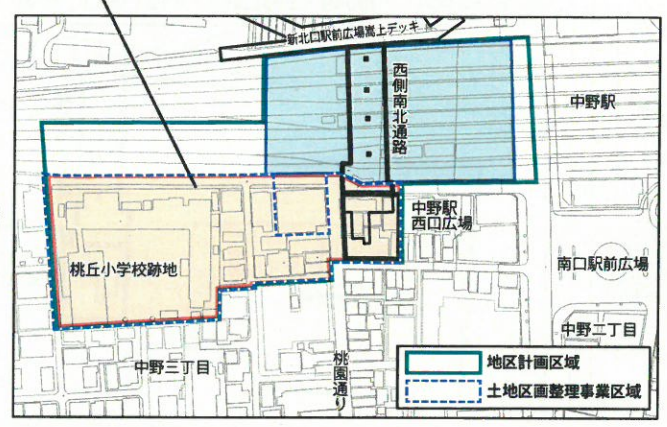 新北口駅前広場嵩上デッキ
西側南北通路
中野駅
中野駅
西口広場
桃丘小学校跡地
南口駅前広場
中野二丁目
中野三丁目
桃園通り
地区計画区域
土地区画整理事業区域